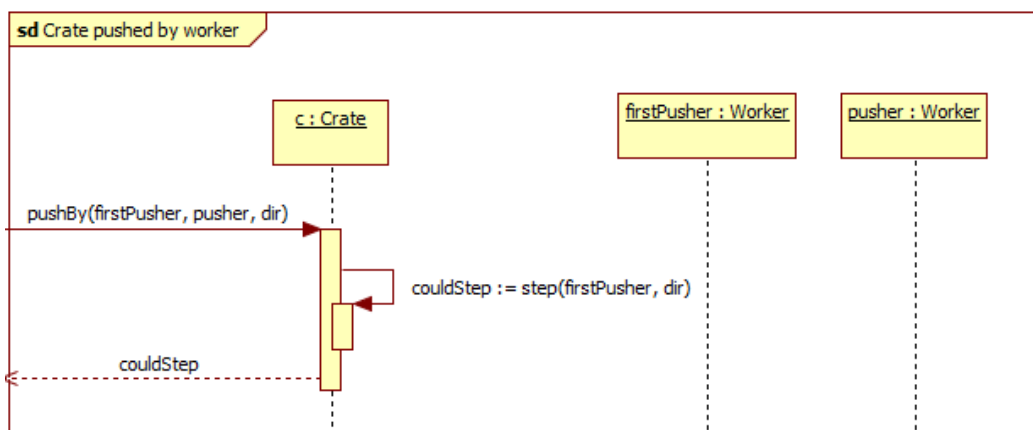 sd Crate pushed by worker
c : Crate
firstPusher : Worker
pusher : Worker
pushBy(firstPusher, pusher, dir)
couldStep := step(firstPusher, dir)
couldStep